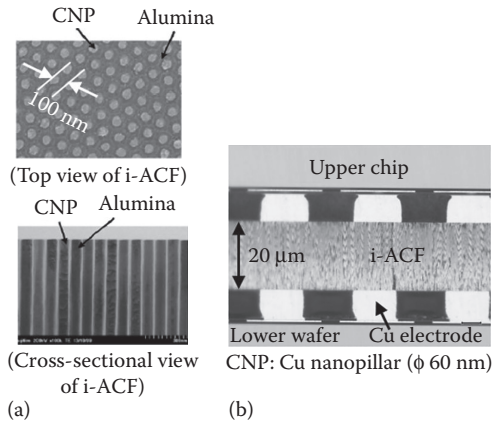 CNP
Alumina
100 nm
(Top view of i-ACF)
CNP
Alumina
(Cross-sectional view
of i-ACF)
(a)
Upper chip
20 μm
i-ACF
Lower wafer
Cu electrode
CNP: Cu nanopillar (ϕ 60 nm)
(b)